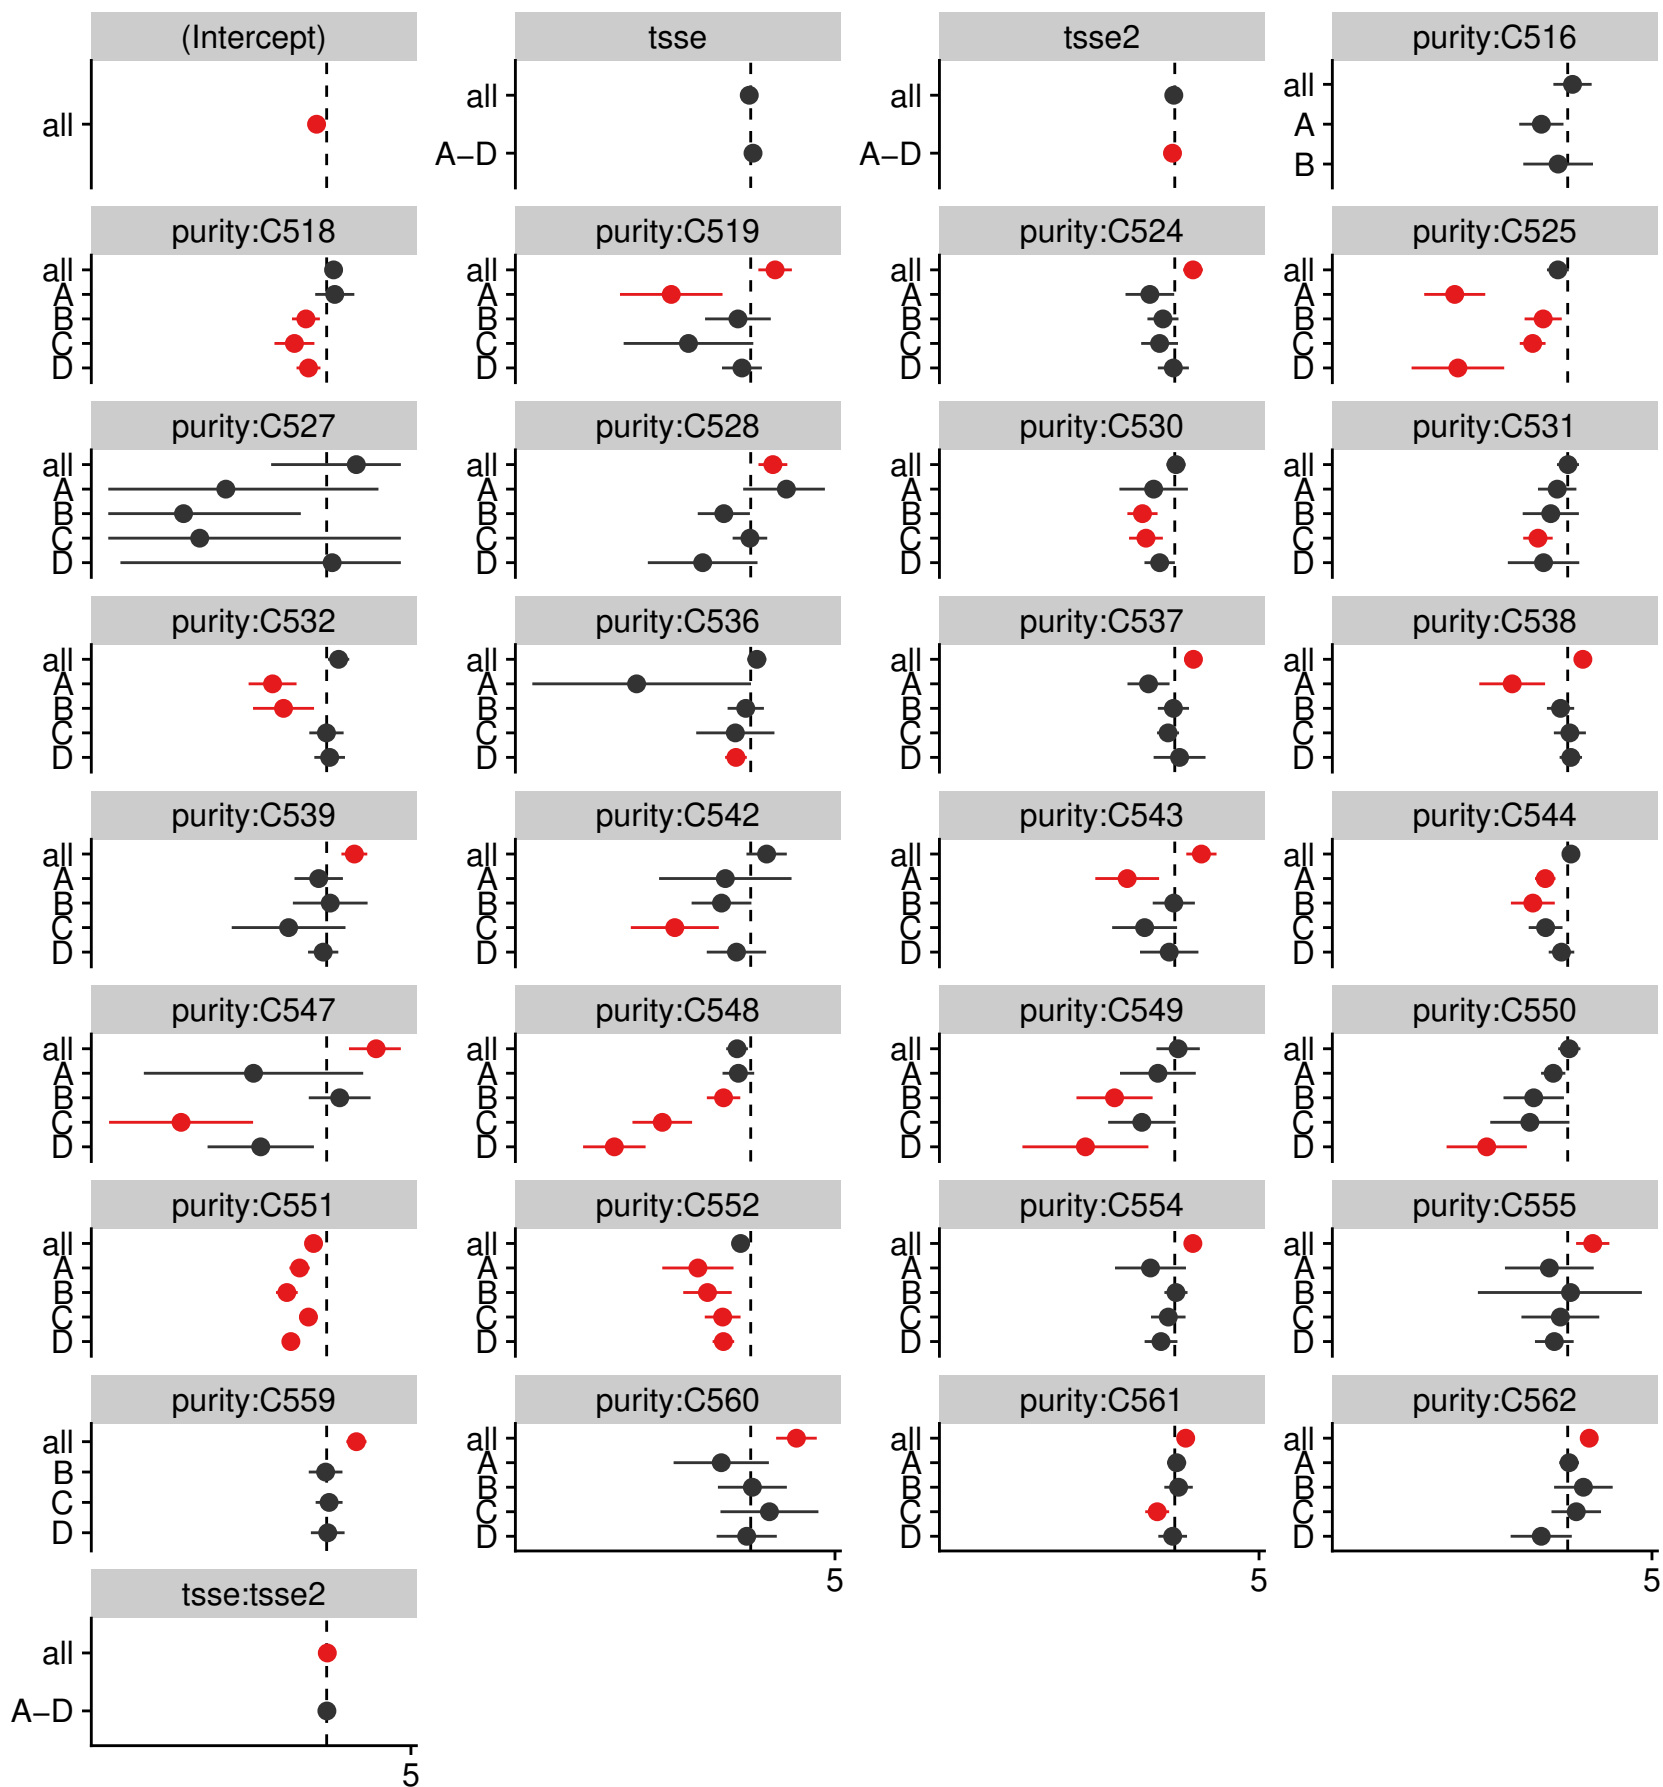 (Intercept) tsse tsse2 purity:C516
all
all
A−D
all
A−D
all
A
B
purity:C518 purity:C519 purity:C524 purity:C525
all
A
B
C
D
all
A
B
C
D
all
A
B
C
D
all
A
B
C
D
purity:C527 purity:C528 purity:C530 purity:C531
all
A
B
C
D
all
A
B
C
D
all
A
B
C
D
all
A
B
C
D
purity:C532 purity:C536 purity:C537 purity:C538
all
A
B
C
D
all
A
B
C
D
all
A
B
C
D
all
A
B
C
D
purity:C539 purity:C542 purity:C543 purity:C544
all
A
B
C
D
all
A
B
C
D
all
A
B
C
D
all
A
B
C
D
purity:C547 purity:C548 purity:C549 purity:C550
all
A
B
C
D
all
A
B
C
D
all
A
B
C
D
all
A
B
C
D
purity:C551 purity:C552 purity:C554 purity:C555
all
A
B
C
D
all
A
B
C
D
all
A
B
C
D
all
A
B
C
D
purity:C559 purity:C560 purity:C561 purity:C562
all
B
C
D
all
A
B
C
D
all
A
B
C
D
all
A
B
C
D
5 5 5
tsse:tsse2
all
A−D
5